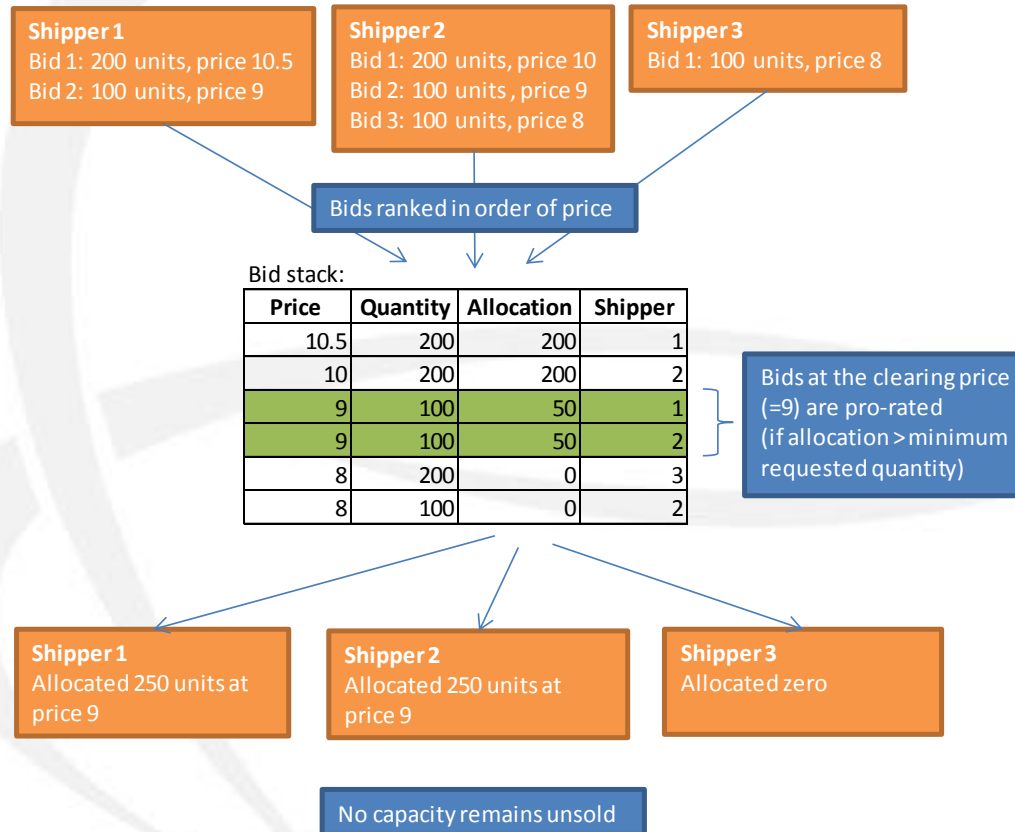 Shipper 1
Bid 1: 200 units, price 10.5
Bid 2: 100 units, price 9
Shipper 2
Bid 1: 200 units, price 10
Bid 2: 100 units , price 9
Bid 3: 100 units, price 8
Shipper 3
Bid 1: 100 units, price 8
Bids ranked in order of price
Bid stack:
Price Quantity Allocation Shipper
10.5 200 200 1
10 200 200 2
9 100 50 1
9 100 50 2
8 200 0 3
8 100 0 2
Bids at the clearing price
(=9) are pro-rated
(if allocation > minimum
requested quantity)
Shipper 1
Allocated 250 units at
price 9
Shipper 2
Allocated 250 units at
price 9
Shipper 3
Allocated zero
No capacity remains unsold